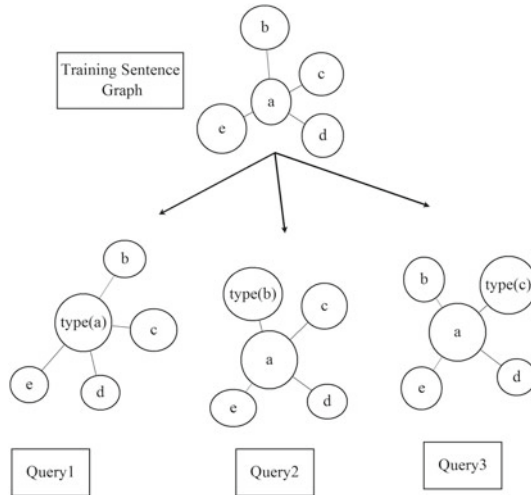 b
Training Sentence
Graph
c
a
e
d
b
type(a)
c
e
d
type(b)
c
a
e
d
b
type(c)
a
e
d
Query1
Query2
Query3